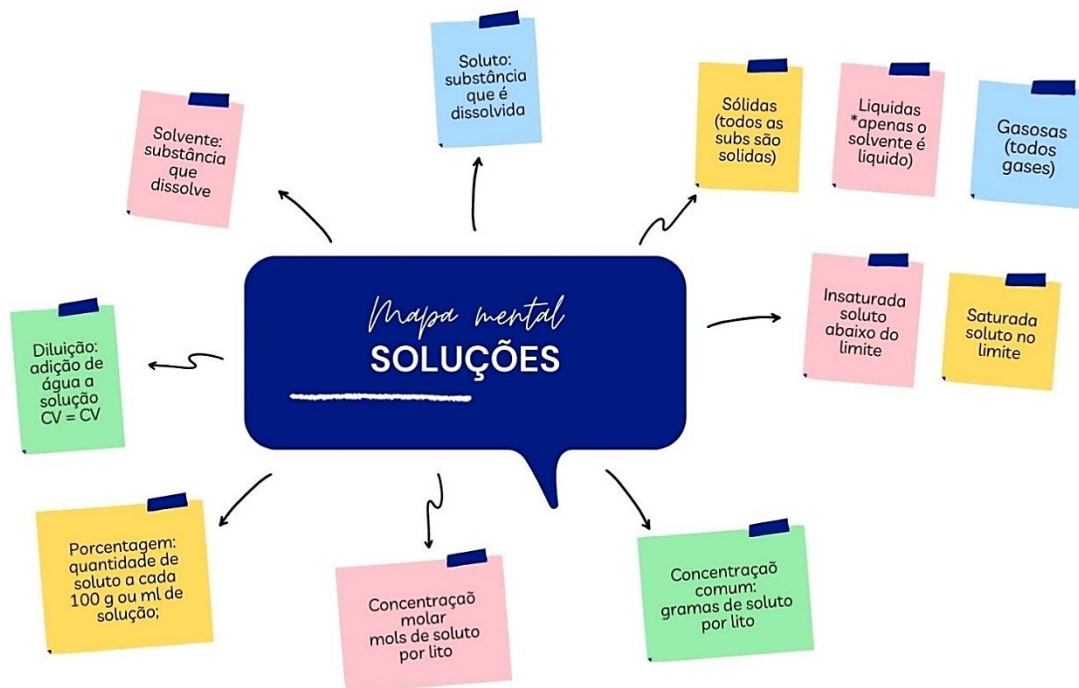 Soluto:
substância
que é
dissolvida
Solvente:
substância
que
dissolve
Sólidas
(todos as
subs são
solidas)
Liquidas
*apenas o
solvente é
liquido)
Gasosas
(todos
gases)
Mapa mental
SOLUÇÕES
Insaturada
soluto
abaixo do
limite
Saturada
soluto no
limite
Diluição:
adição de
água a
solução
CV = CV
Porcentagem:
quantidade de
soluto a cada
100 g ou ml de
solução;
Concentraçaõ
molar
mols de soluto
por lito
Concentraçaõ
comum:
gramas de soluto
por lito